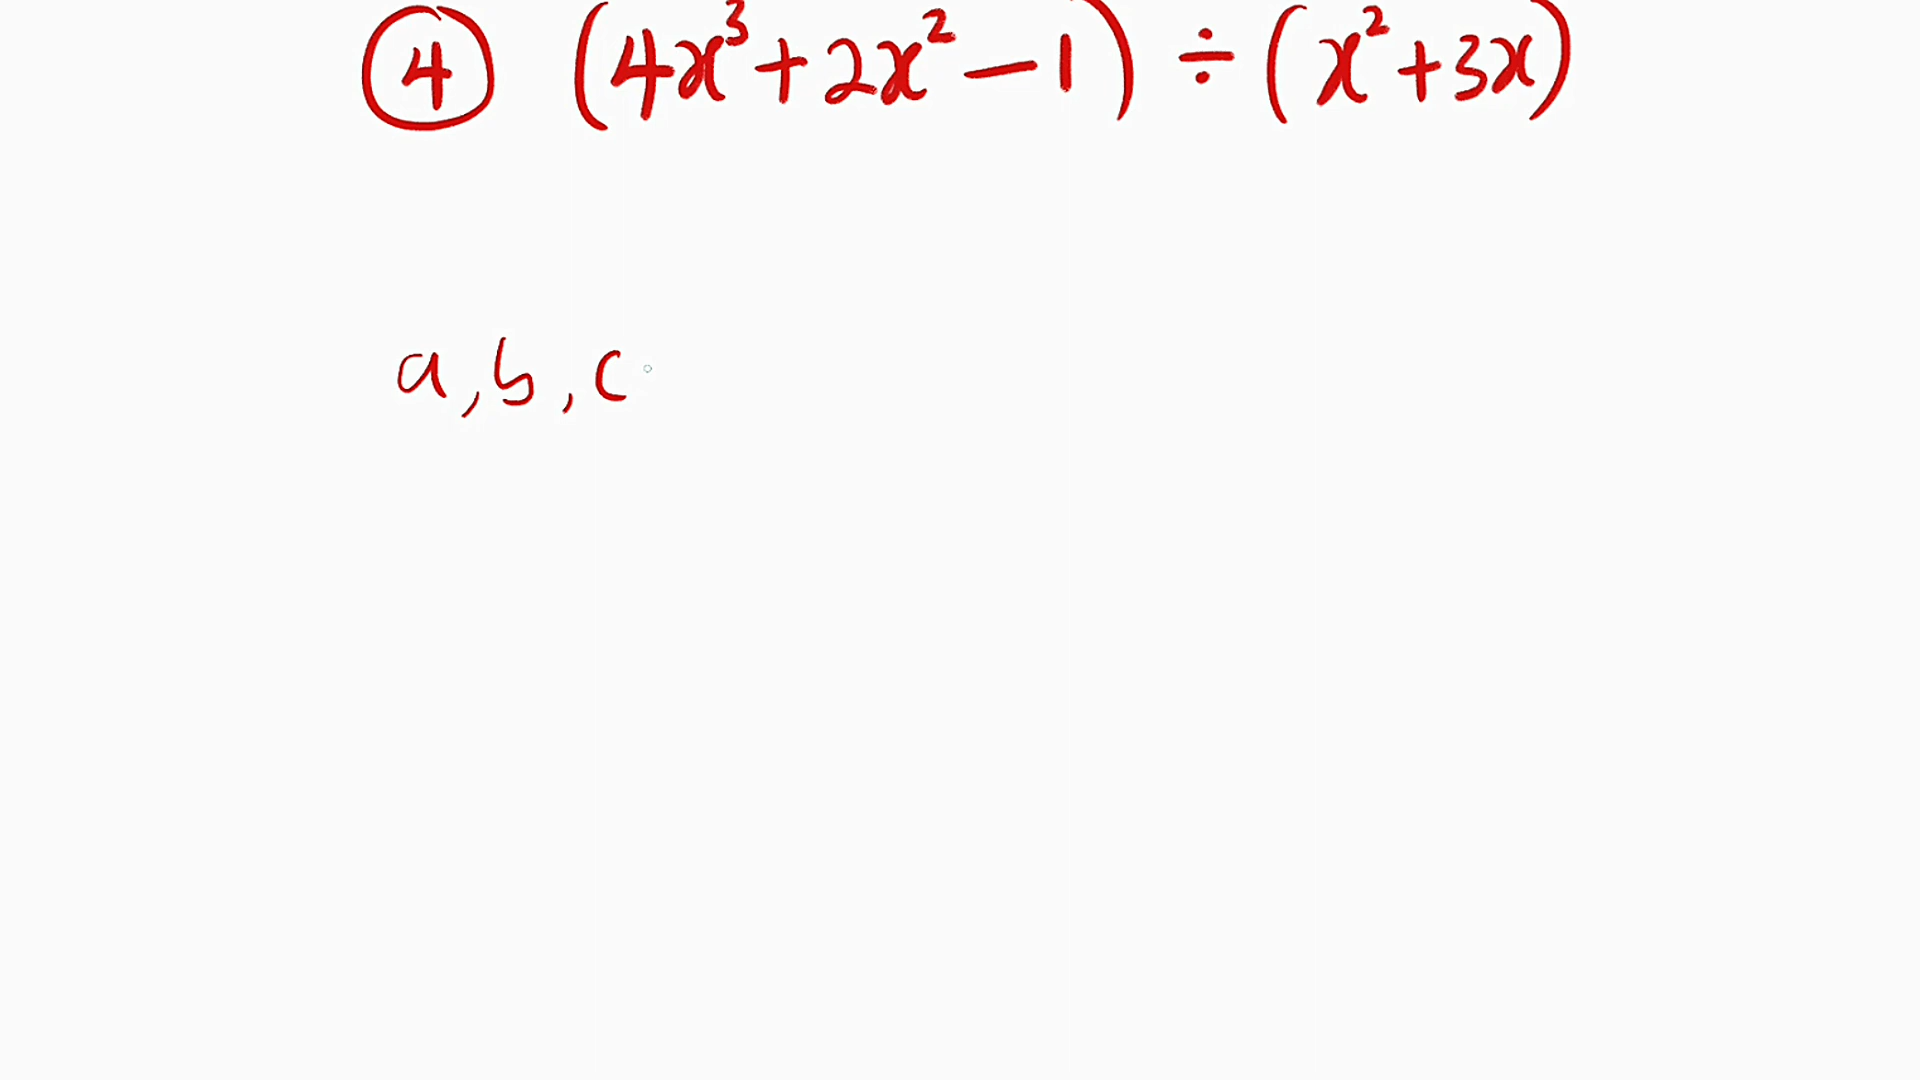 ④ (4x³+2x²−1) ÷ (x²+3x)
a, b, c